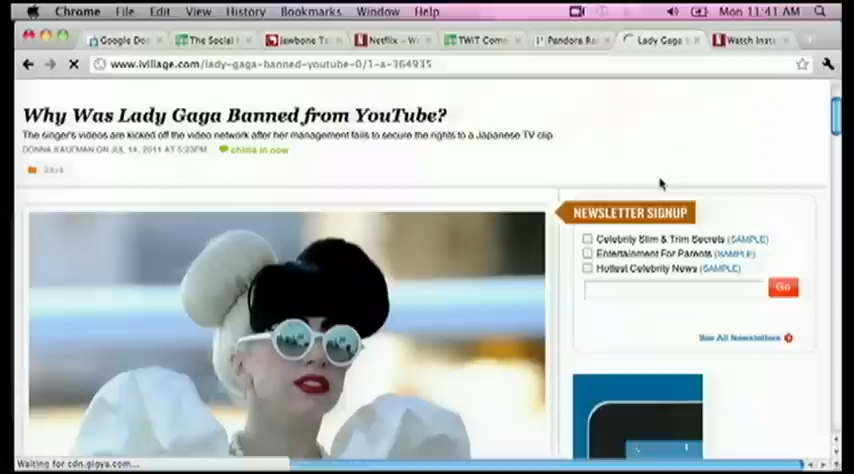 Chrome File Edit View History Bookmarks Window Help Mon 11:41 AM
Google Doc The Social Jawbone Ta Netflix – W TWiT Com Pandora Ra Lady Gaga Watch Insta
www.ivillage.com/lady-gaga-banned-youtube-0/1-a-364935
Why Was Lady Gaga Banned from YouTube?
The singer's videos are kicked off the video network after her management fails to secure the rights to a Japanese TV clip
DONNA KAUFMAN ON JUL 14, 2011 AT 5:23PM chime in now
NEWSLETTER SIGNUP
Celebrity Slim & Trim Secrets (SAMPLE)
Entertainment For Parents (SAMPLE)
Hottest Celebrity News (SAMPLE)
Go
See All Newsletters
Waiting for cdn.gigya.com...